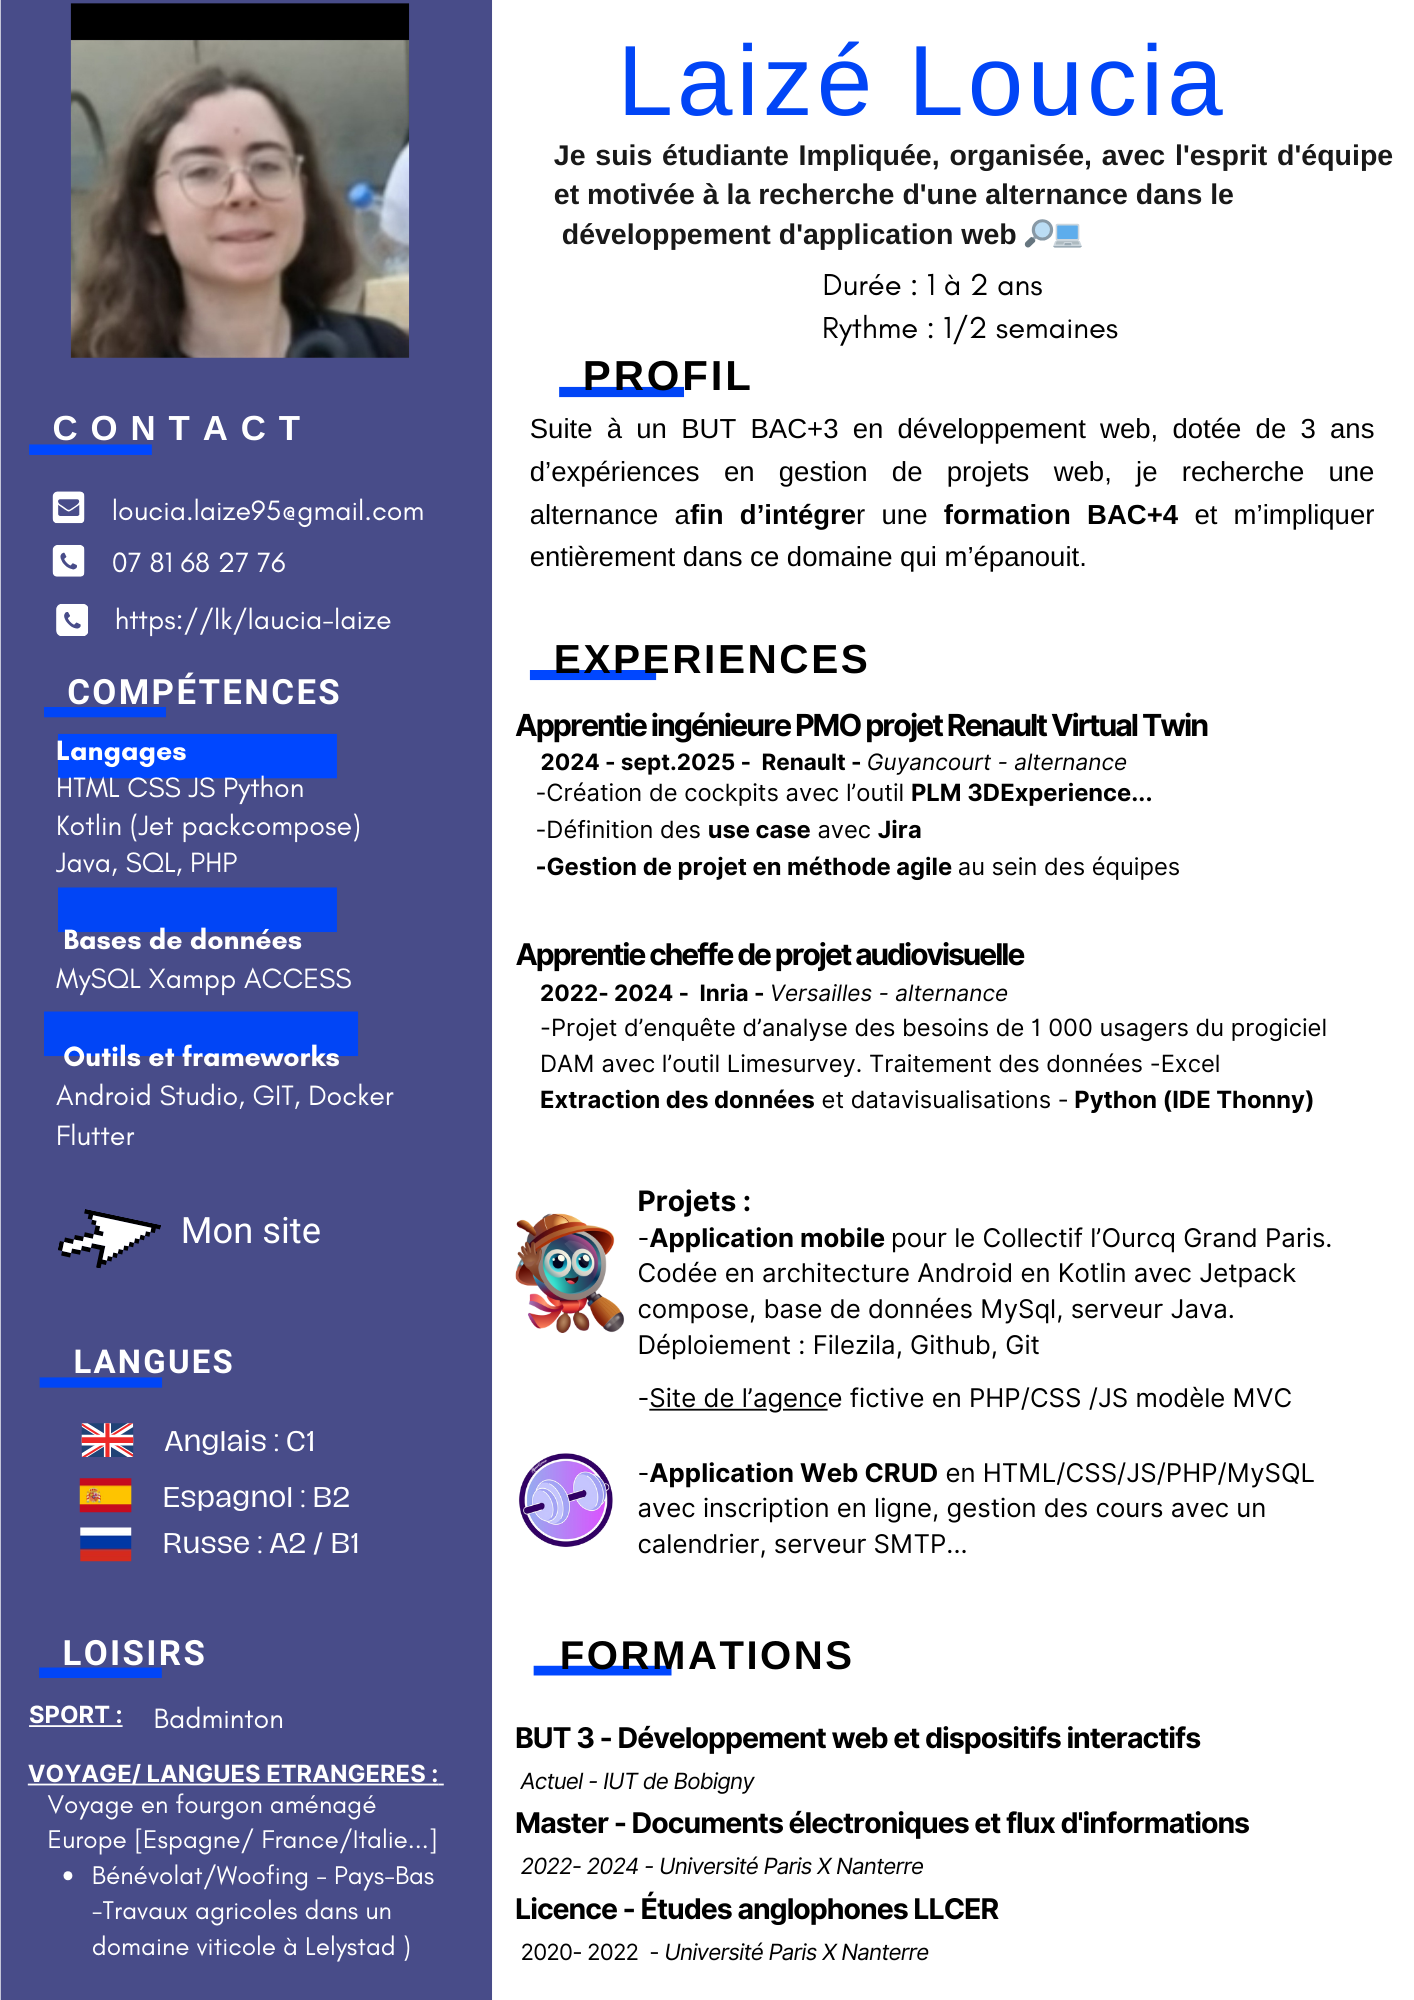 Laizé Loucia
Je suis étudiante Impliquée, organisée, avec l'esprit d'équipe
et motivée à la recherche d'une alternance dans le
développement d'application web
Durée : 1 à 2 ans
Rythme : 1/2 semaines
PROFIL
Suite à un BUT BAC+3 en développement web, dotée de 3 ans
d’expériences en gestion de projets web, je recherche une
alternance afin d’intégrer une formation BAC+4 et m’impliquer
entièrement dans ce domaine qui m’épanouit.
EXPERIENCES
Apprentie ingénieure PMO projet Renault Virtual Twin
2024 - sept.2025 - Renault - Guyancourt - alternance
-Création de cockpits avec l’outil PLM 3DExperience...
-Définition des use case avec Jira
-Gestion de projet en méthode agile au sein des équipes
Apprentie cheffe de projet audiovisuelle
2022- 2024 - Inria - Versailles - alternance
-Projet d’enquête d’analyse des besoins de 1 000 usagers du progiciel
DAM avec l’outil Limesurvey. Traitement des données -Excel
Extraction des données et datavisualisations - Python (IDE Thonny)
Projets :
-Application mobile pour le Collectif l’Ourcq Grand Paris.
Codée en architecture Android en Kotlin avec Jetpack
compose, base de données MySql, serveur Java.
Déploiement : Filezila, Github, Git
-Site de l’agence fictive en PHP/CSS /JS modèle MVC
-Application Web CRUD en HTML/CSS/JS/PHP/MySQL
avec inscription en ligne, gestion des cours avec un
calendrier, serveur SMTP...
FORMATIONS
BUT 3 - Développement web et dispositifs interactifs
Actuel - IUT de Bobigny
Master - Documents électroniques et flux d'informations
2022- 2024 - Université Paris X Nanterre
Licence - Études anglophones LLCER
2020- 2022 - Université Paris X Nanterre
CONTACT
loucia.laize95@gmail.com
07 81 68 27 76
https://lk/laucia-laize
COMPÉTENCES
Langages
HTML CSS JS Python
Kotlin (Jet packcompose)
Java, SQL, PHP
Bases de données
MySQL Xampp ACCESS
Outils et frameworks
Android Studio, GIT, Docker
Flutter
Mon site
LANGUES
Anglais : C1
Espagnol : B2
Russe : A2 / B1
LOISIRS
SPORT : Badminton
VOYAGE/ LANGUES ETRANGERES :
Voyage en fourgon aménagé
Europe [Espagne/ France/Italie...]
• Bénévolat/Woofing - Pays-Bas
-Travaux agricoles dans un
domaine viticole à Lelystad )